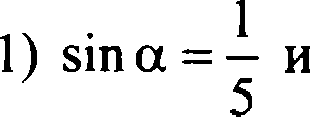 1) sin α = 1/5 и